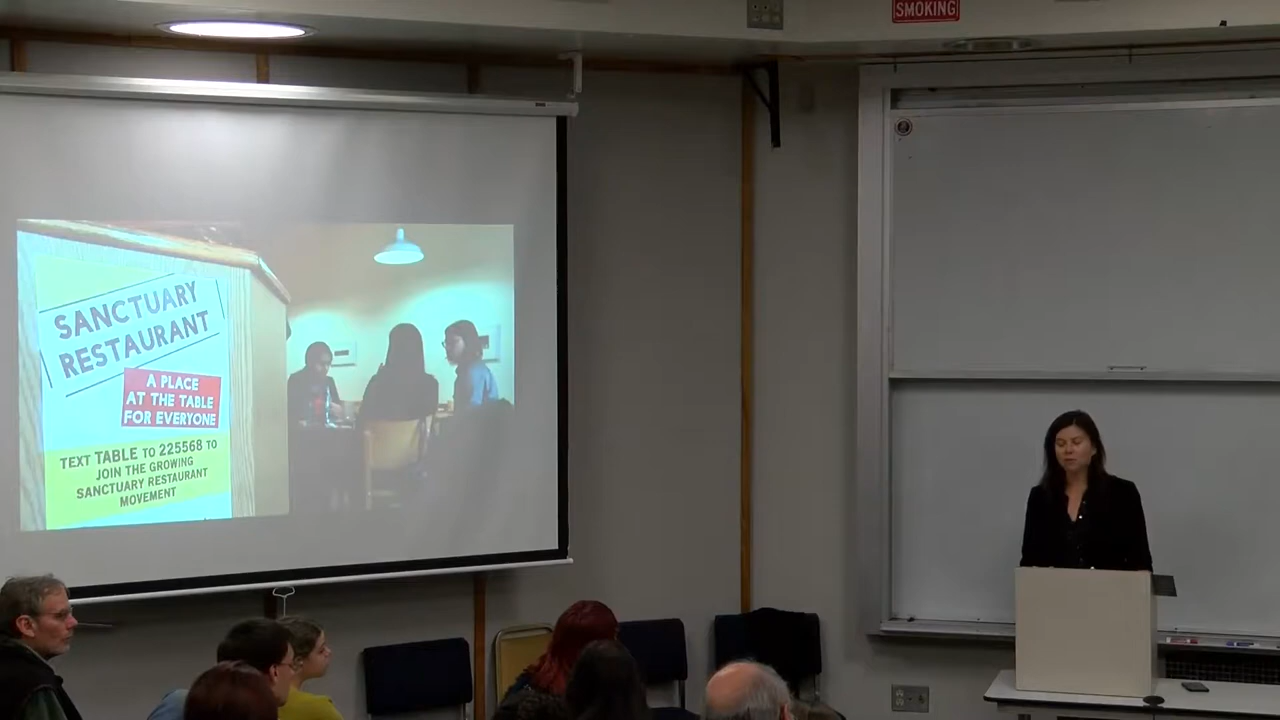 SMOKING
SANCTUARY
RESTAURANT
A PLACE
AT THE TABLE
FOR EVERYONE
TEXT TABLE TO 225568 TO
JOIN THE GROWING
SANCTUARY RESTAURANT
MOVEMENT